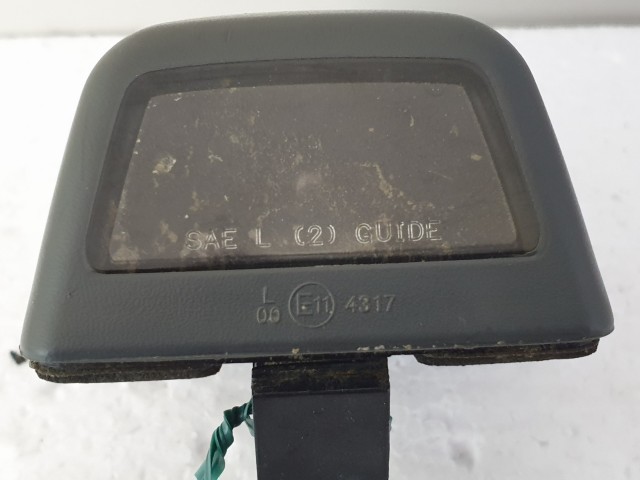 SAE L (2) GUIDE
L
00 E11 4317